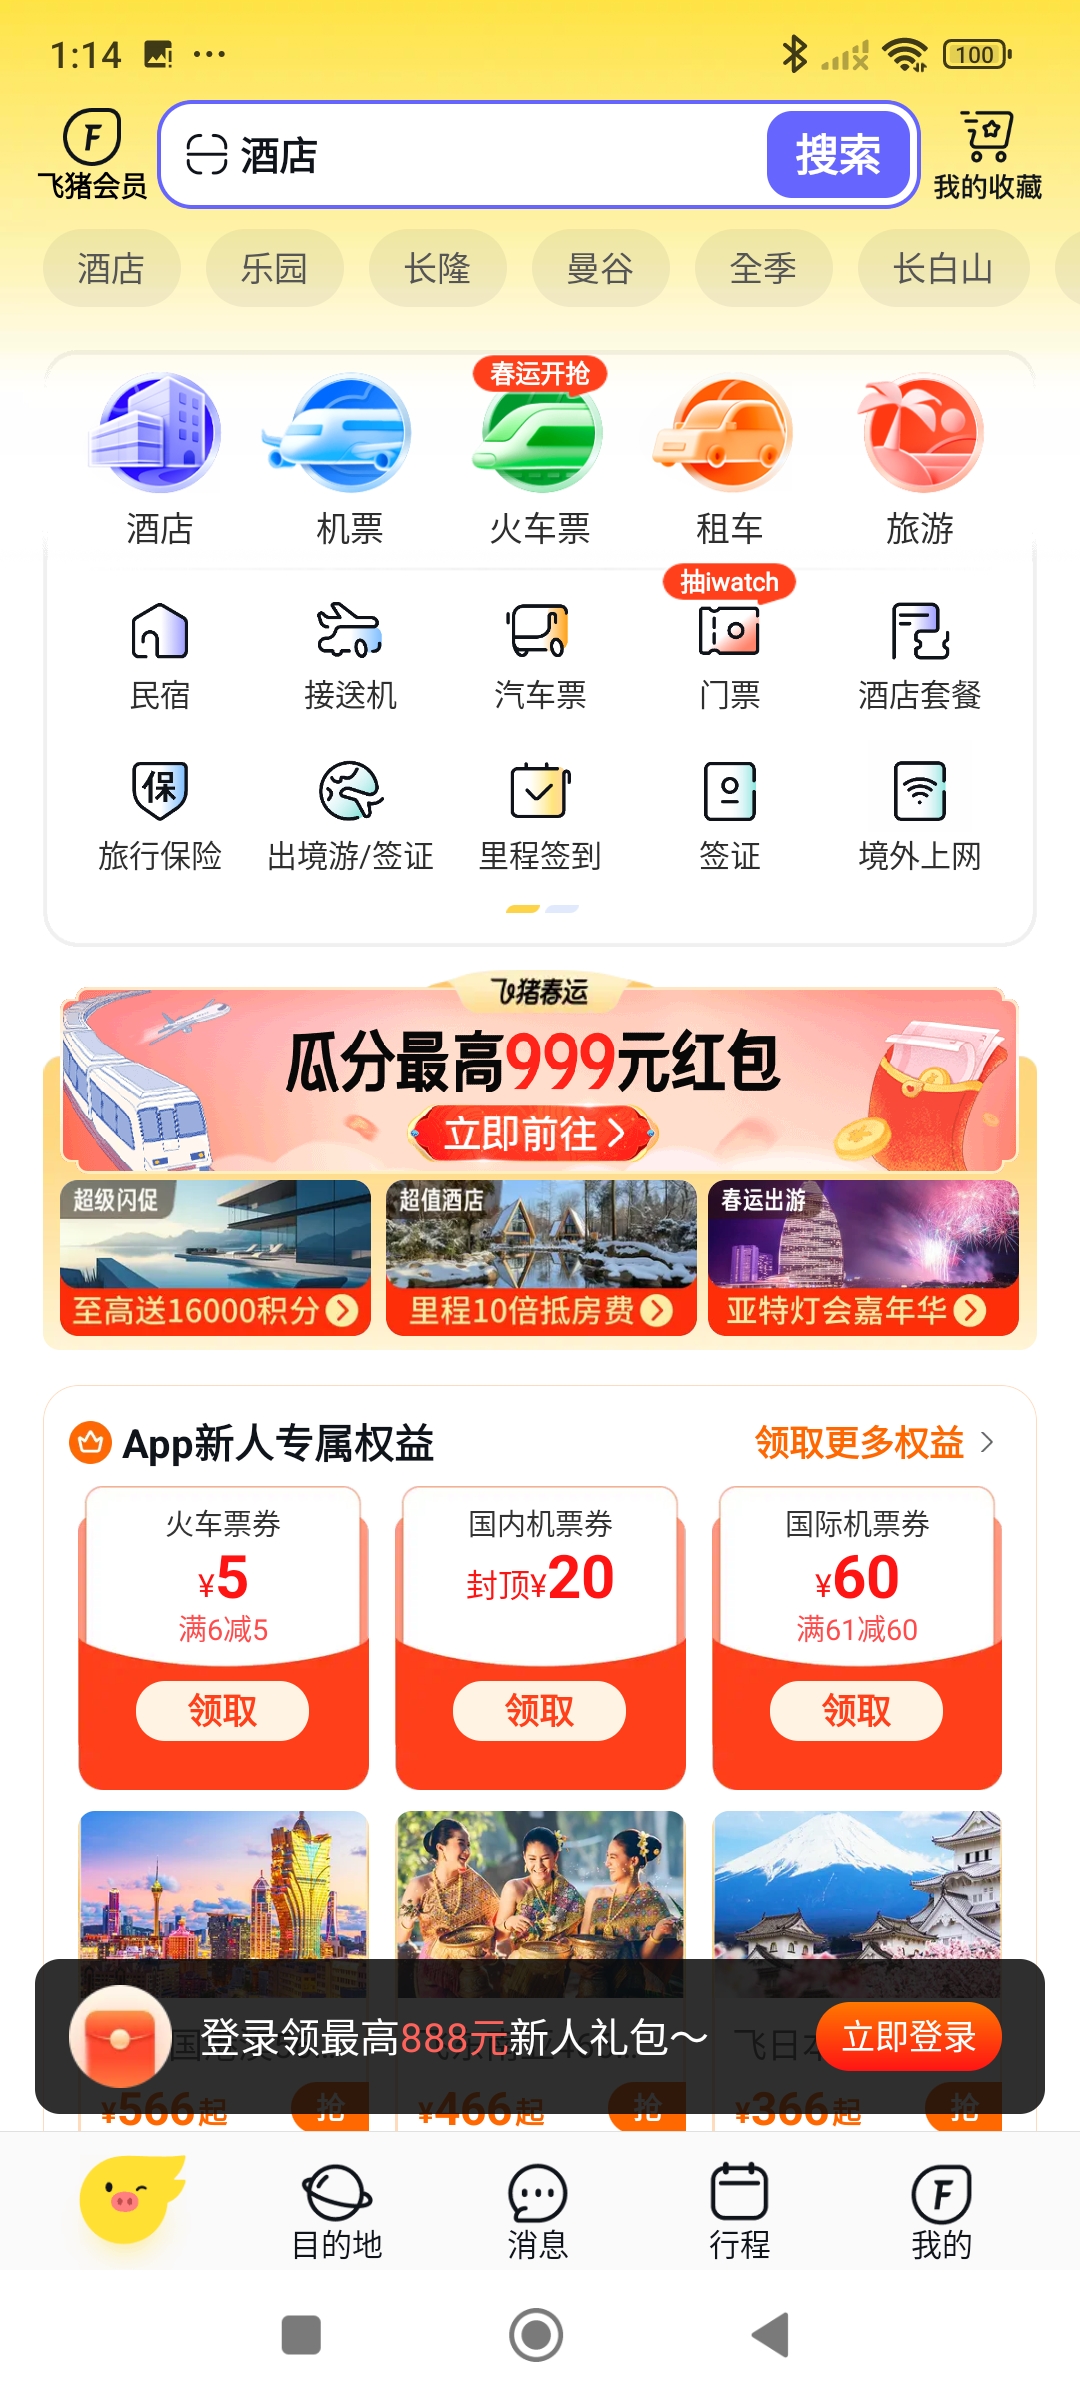 1:14
100
飞猪会员
酒店
搜索
我的收藏
酒店
乐园
长隆
曼谷
全季
长白山
春运开抢
酒店
机票
火车票
租车
旅游
抽iwatch
民宿
接送机
汽车票
门票
酒店套餐
保
旅行保险
出境游/签证
里程签到
签证
境外上网
飞猪春运
瓜分最高999元红包
立即前往
超级闪促
超值酒店
春运出游
至高送16000积分
里程10倍抵房费
亚特灯会嘉年华
App新人专属权益
领取更多权益
火车票券
国内机票券
国际机票券
¥5
封顶¥20
¥60
满6减5
满61减60
领取
领取
领取
登录领最高888元新人礼包～
立即登录
飞日本
¥566起
抢
¥466起
抢
¥366起
抢
目的地
消息
行程
我的